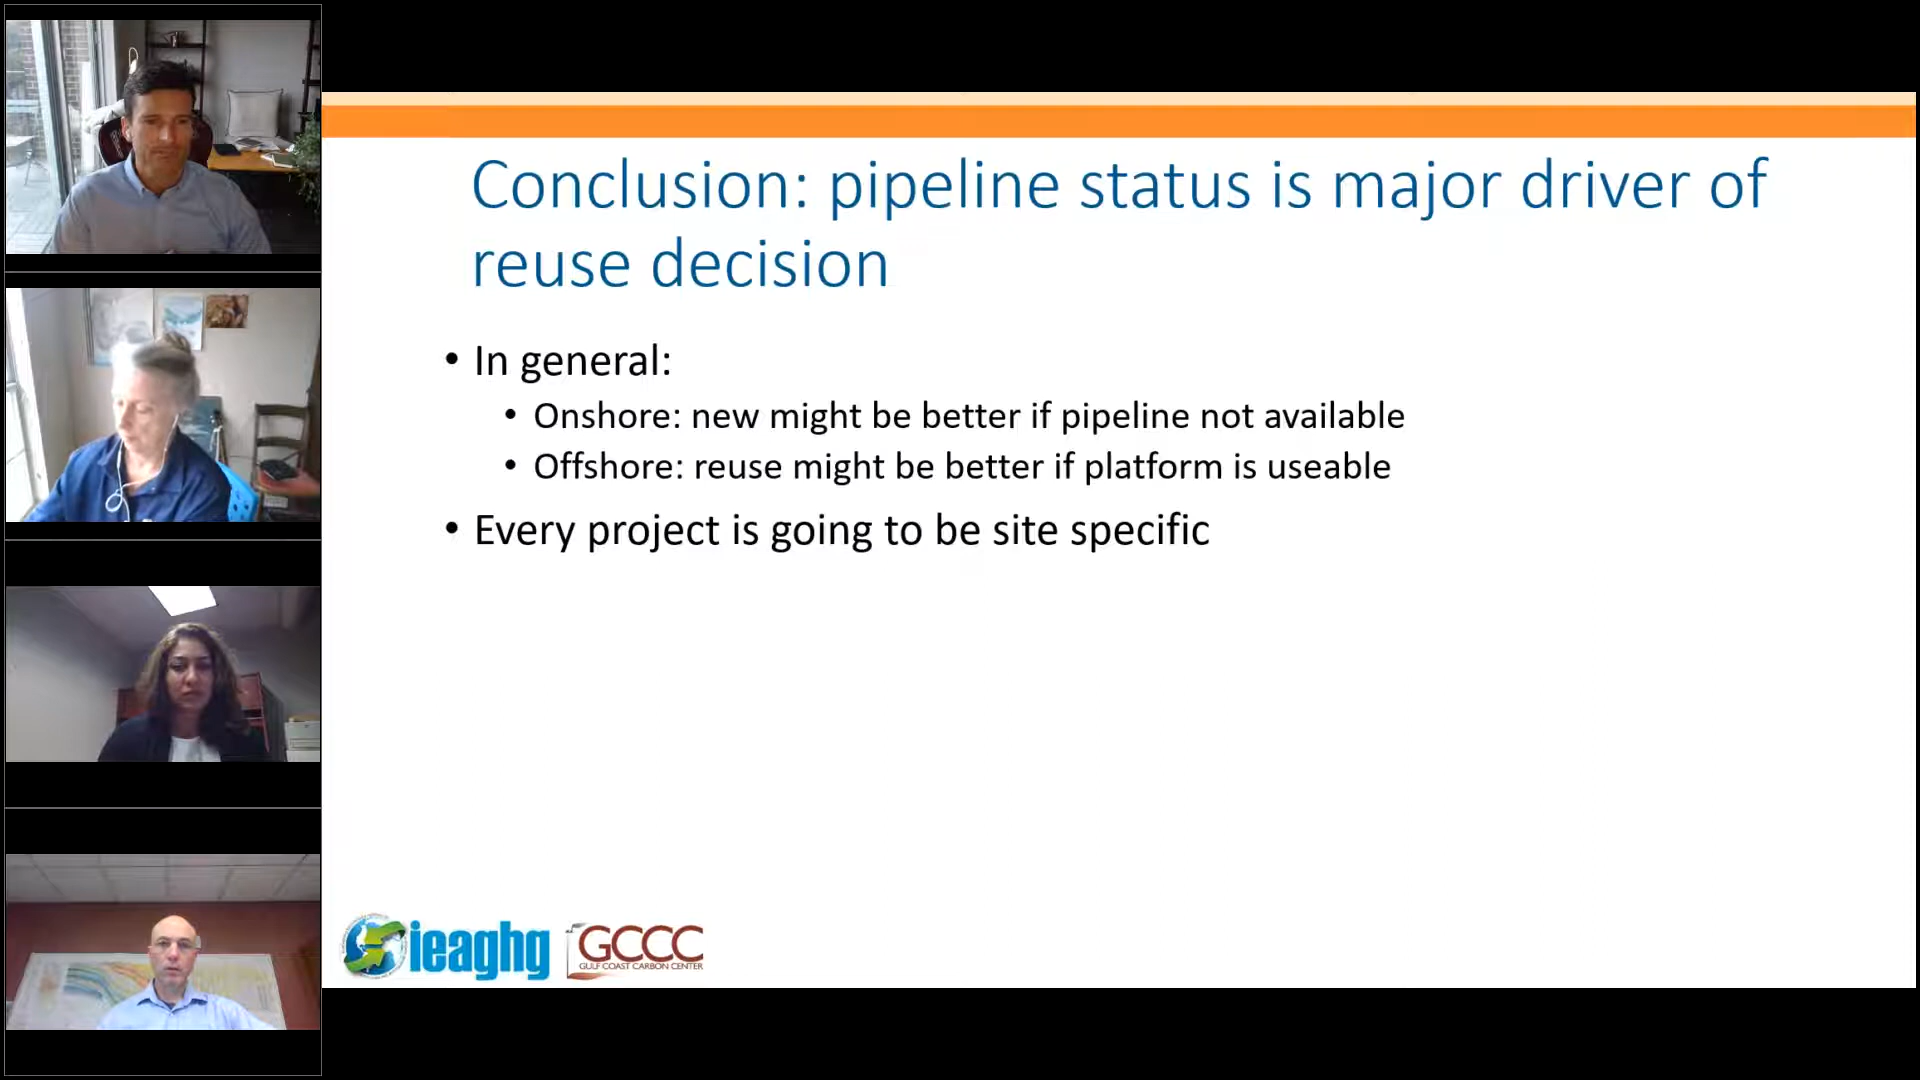 Conclusion: pipeline status is major driver of
reuse decision
• In general:
• Onshore: new might be better if pipeline not available
• Offshore: reuse might be better if platform is useable
• Every project is going to be site specific
ieaghg
GCCC
GULF COAST CARBON CENTER